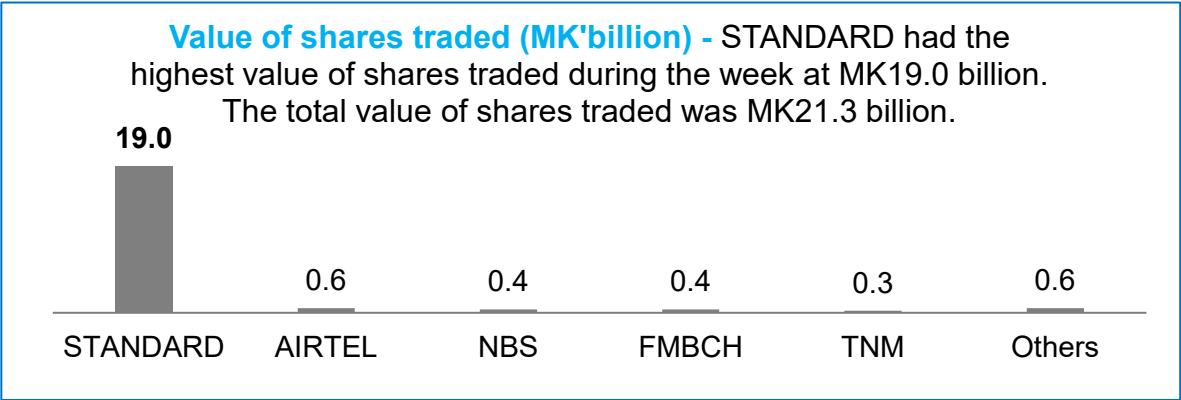 Value of shares traded (MK'billion) - STANDARD had the
highest value of shares traded during the week at MK19.0 billion.
The total value of shares traded was MK21.3 billion.
19.0
0.6
0.4
0.4
0.3
0.6
STANDARD
AIRTEL
NBS
FMBCH
TNM
Others